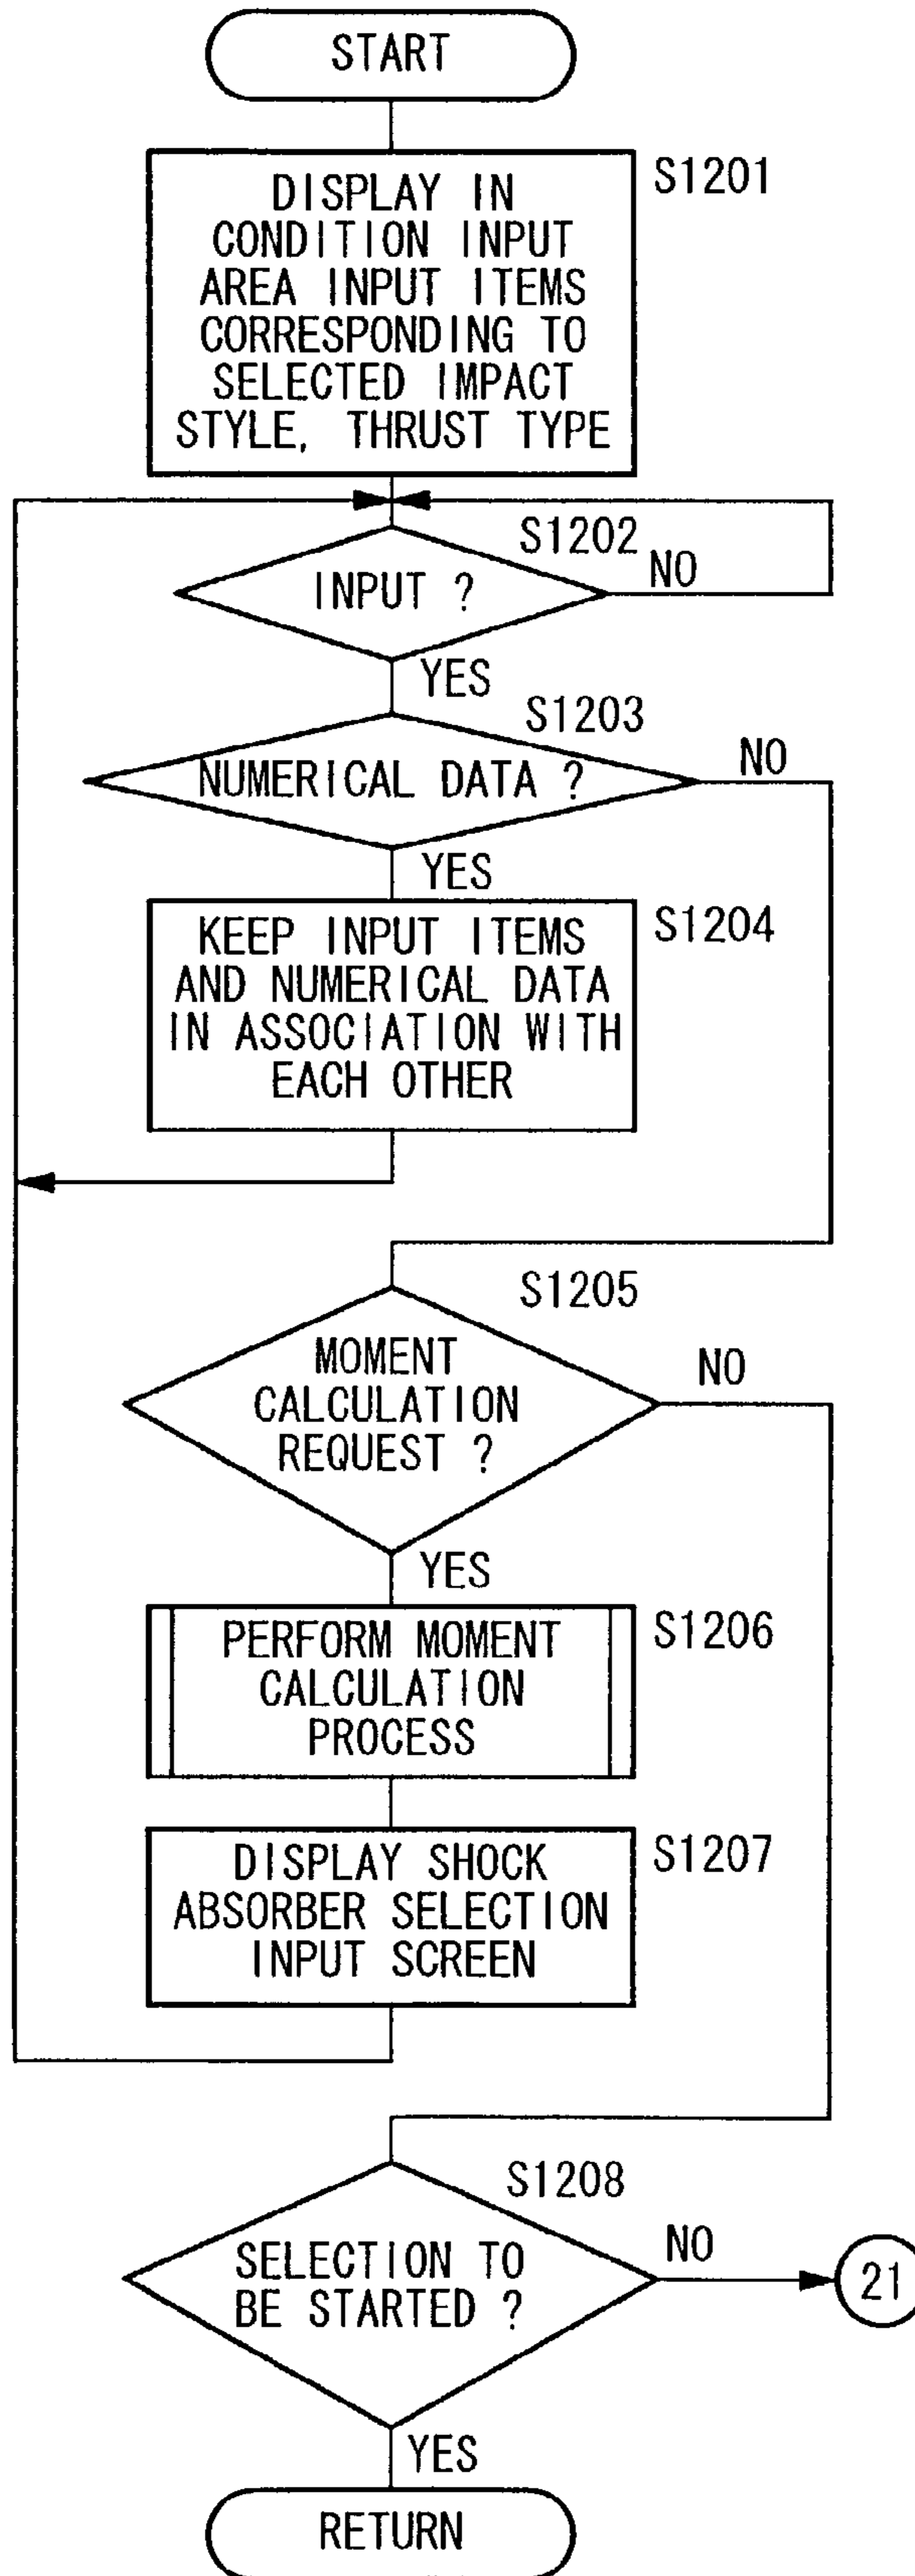 START
S1201
DISPLAY IN
CONDITION INPUT
AREA INPUT ITEMS
CORRESPONDING TO
SELECTED IMPACT
STYLE, THRUST TYPE
S1202
INPUT ?
NO
YES
S1203
NUMERICAL DATA ?
NO
YES
S1204
KEEP INPUT ITEMS
AND NUMERICAL DATA
IN ASSOCIATION WITH
EACH OTHER
S1205
MOMENT
CALCULATION
REQUEST ?
NO
YES
S1206
PERFORM MOMENT
CALCULATION
PROCESS
S1207
DISPLAY SHOCK
ABSORBER SELECTION
INPUT SCREEN
S1208
SELECTION TO
BE STARTED ?
NO
21
YES
RETURN